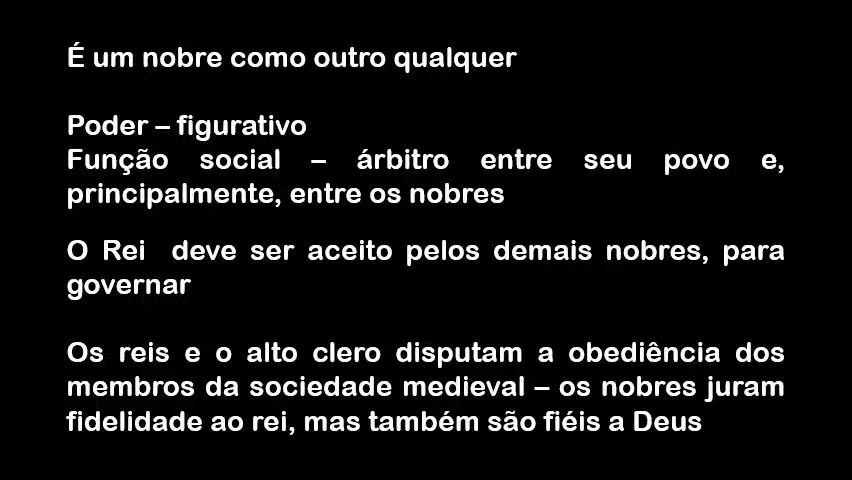 É um nobre como outro qualquer
Poder – figurativo
Função social – árbitro entre seu povo e,
principalmente, entre os nobres
O Rei deve ser aceito pelos demais nobres, para
governar
Os reis e o alto clero disputam a obediência dos
membros da sociedade medieval – os nobres juram
fidelidade ao rei, mas também são fiéis a Deus